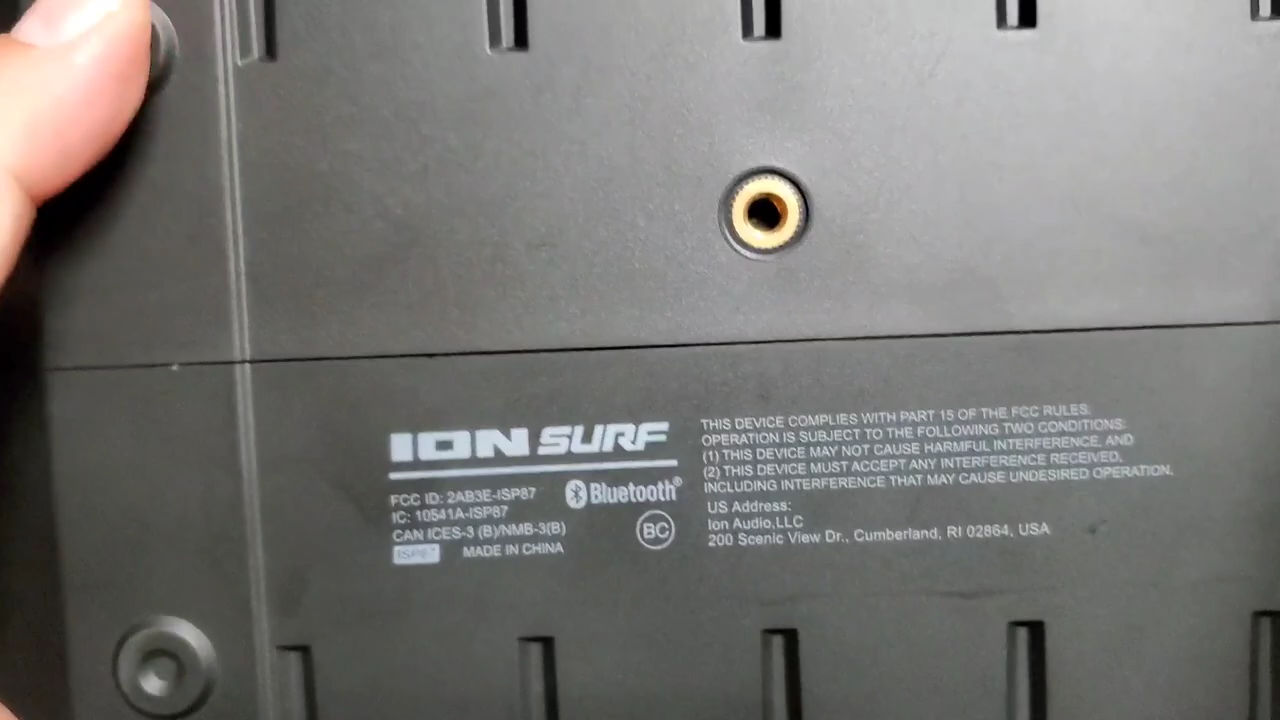 ION SURF
FCC ID: 2AB3E-ISP87
IC: 10541A-ISP87
CAN ICES-3 (B)/NMB-3(B)
ISP87 MADE IN CHINA
Bluetooth®
BC
THIS DEVICE COMPLIES WITH PART 15 OF THE FCC RULES.
OPERATION IS SUBJECT TO THE FOLLOWING TWO CONDITIONS:
(1) THIS DEVICE MAY NOT CAUSE HARMFUL INTERFERENCE, AND
(2) THIS DEVICE MUST ACCEPT ANY INTERFERENCE RECEIVED,
INCLUDING INTERFERENCE THAT MAY CAUSE UNDESIRED OPERATION.
US Address:
Ion Audio,LLC
200 Scenic View Dr., Cumberland, RI 02864, USA